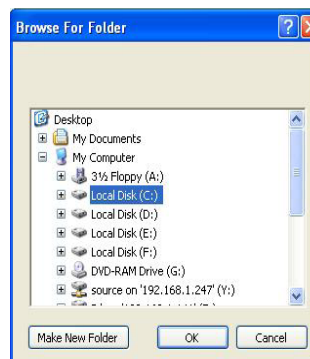 Browse For Folder
Desktop
My Documents
My Computer
3½ Floppy (A:)
Local Disk (C:)
Local Disk (D:)
Local Disk (E:)
Local Disk (F:)
DVD-RAM Drive (G:)
source on '192.168.1.247' (Y:)
Make New Folder
OK
Cancel